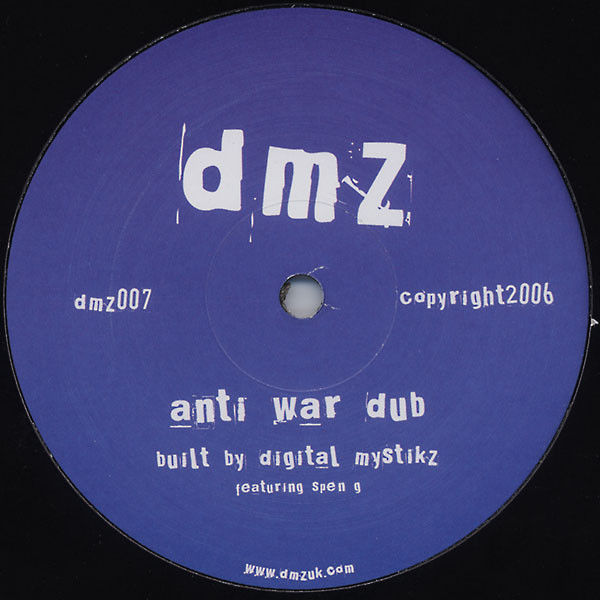 dmz
dmz007
copyright2006
anti war dub
built by digital mystikz
featuring spen g
www.dmzuk.com